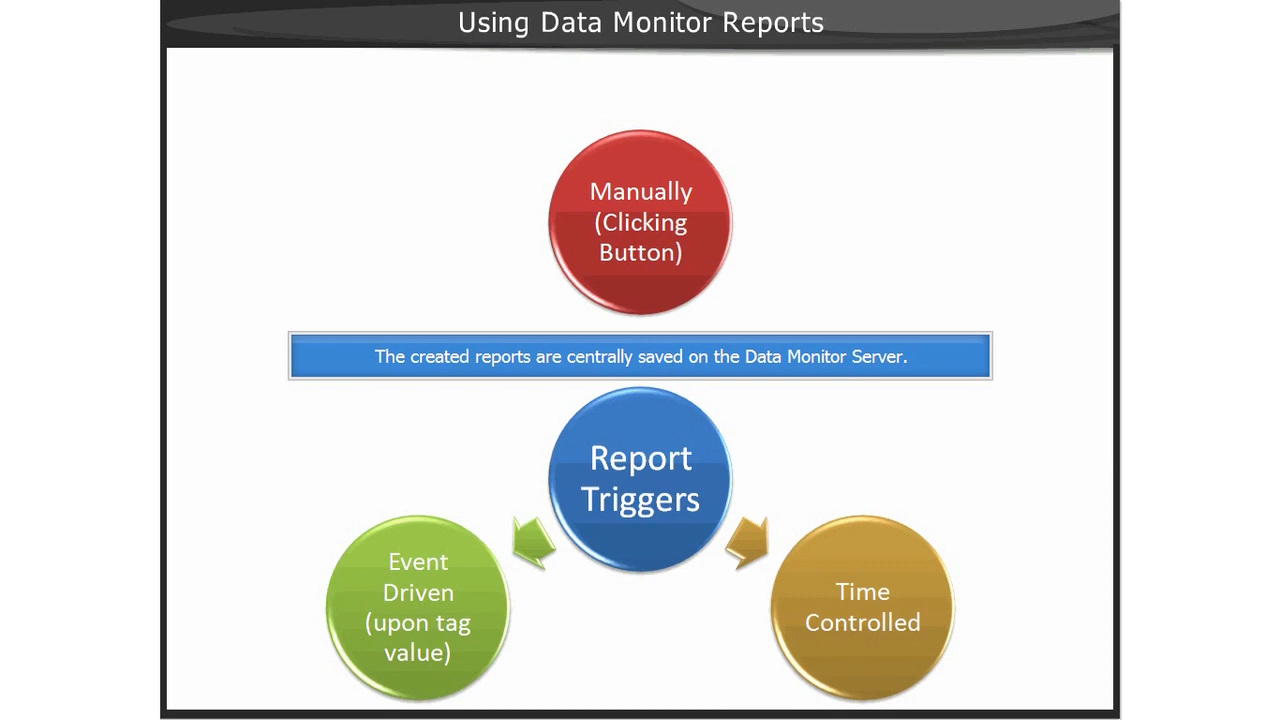 Using Data Monitor Reports
Manually
(Clicking
Button)
The created reports are centrally saved on the Data Monitor Server.
Report
Triggers
Event
Driven
(upon tag
value)
Time
Controlled